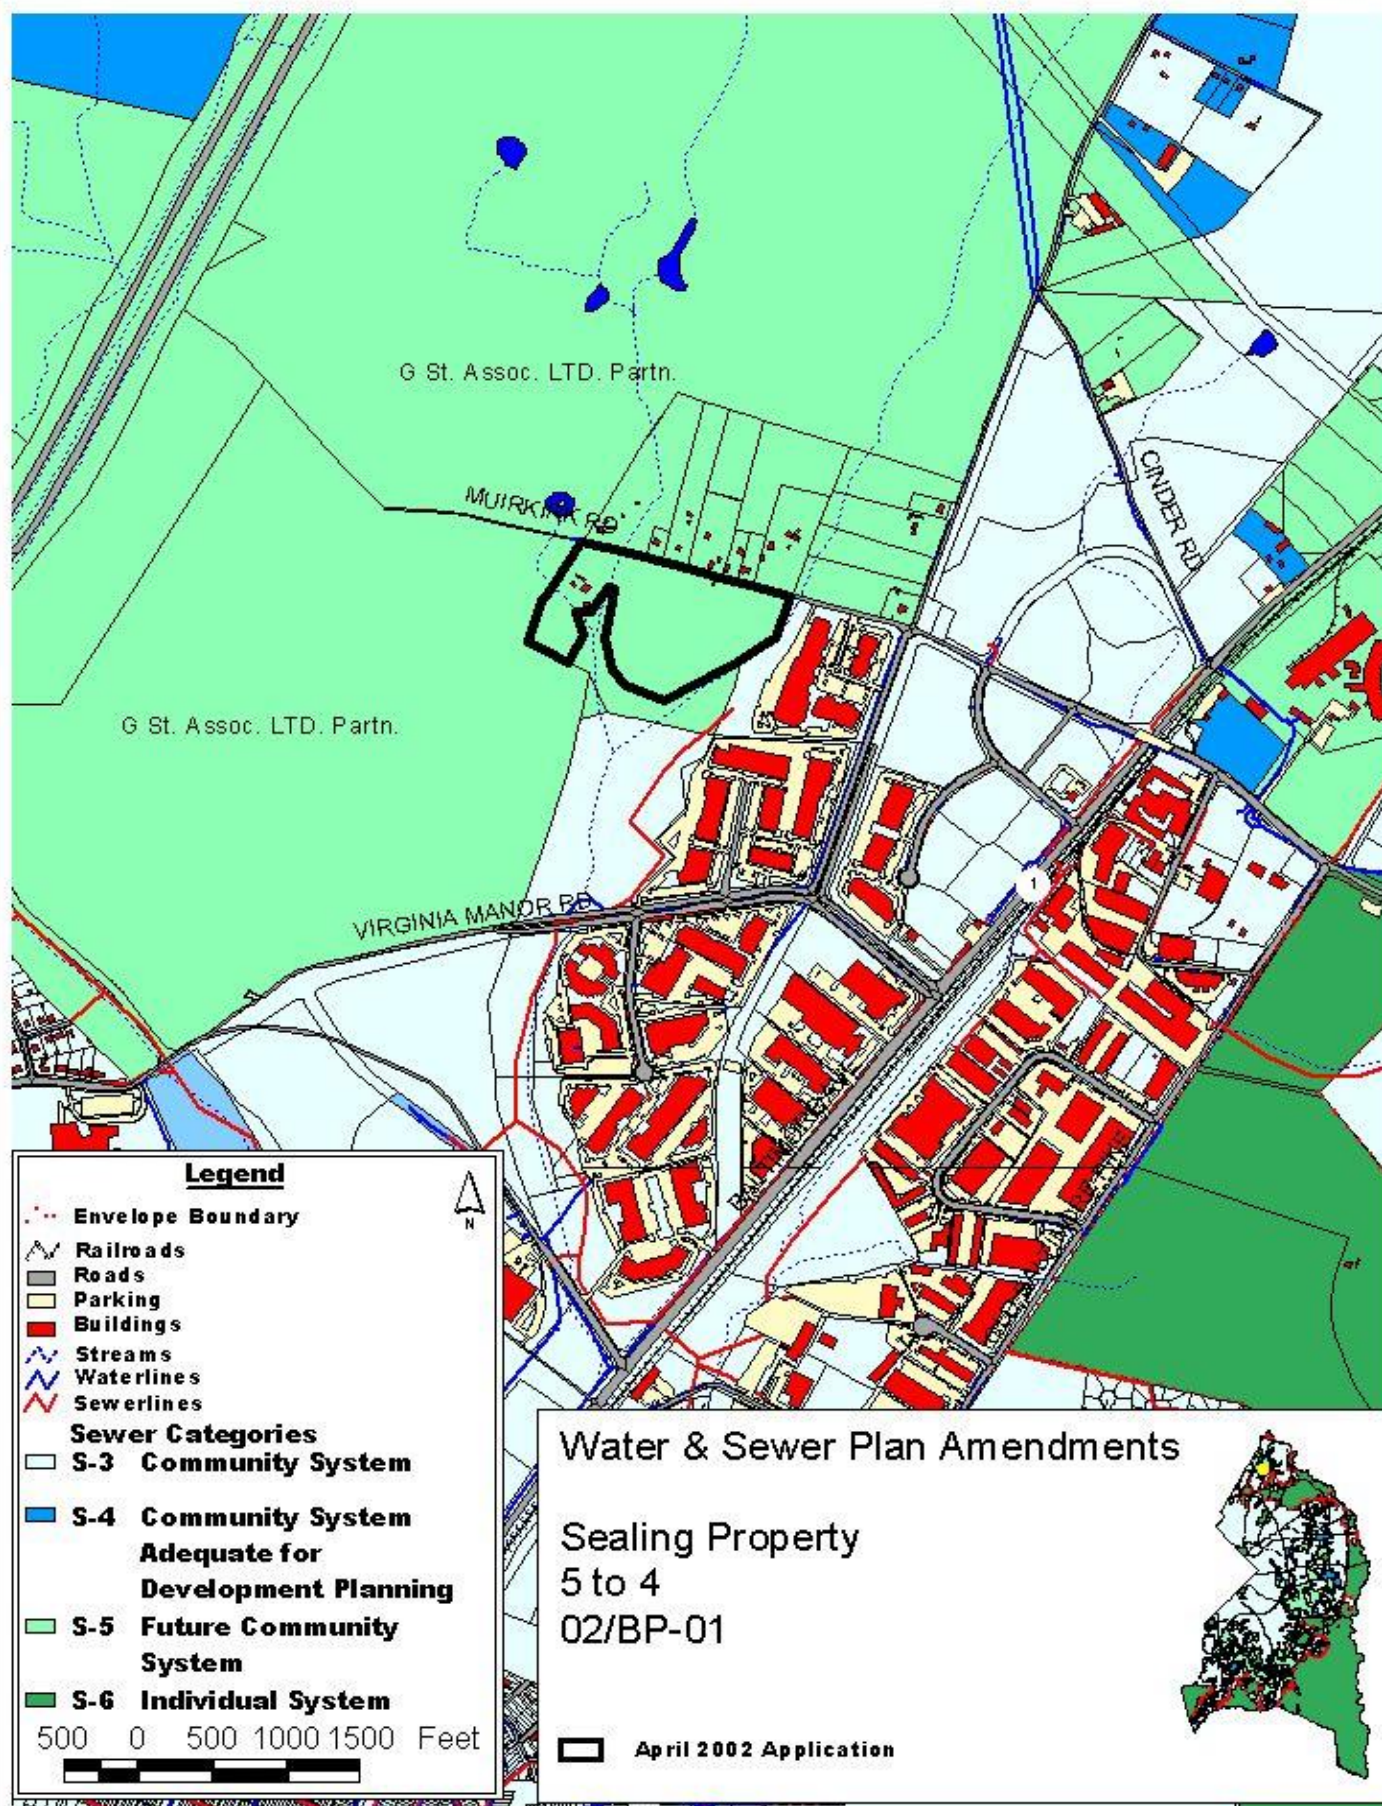 G St. Assoc. LTD. Partn.
MUIRKIRK RD
CINDER RD
G St. Assoc. LTD. Partn.
1
VIRGINIA MANOR RD
Legend
N
Envelope Boundary
Railroads
Roads
Parking
Buildings
Streams
Waterlines
Sewerlines
Sewer Categories
S-3 Community System
S-4 Community System
Adequate for
Development Planning
S-5 Future Community
System
S-6 Individual System
500 0 500 1000 1500 Feet
Water & Sewer Plan Amendments
Sealing Property
5 to 4
02/BP-01
April 2002 Application